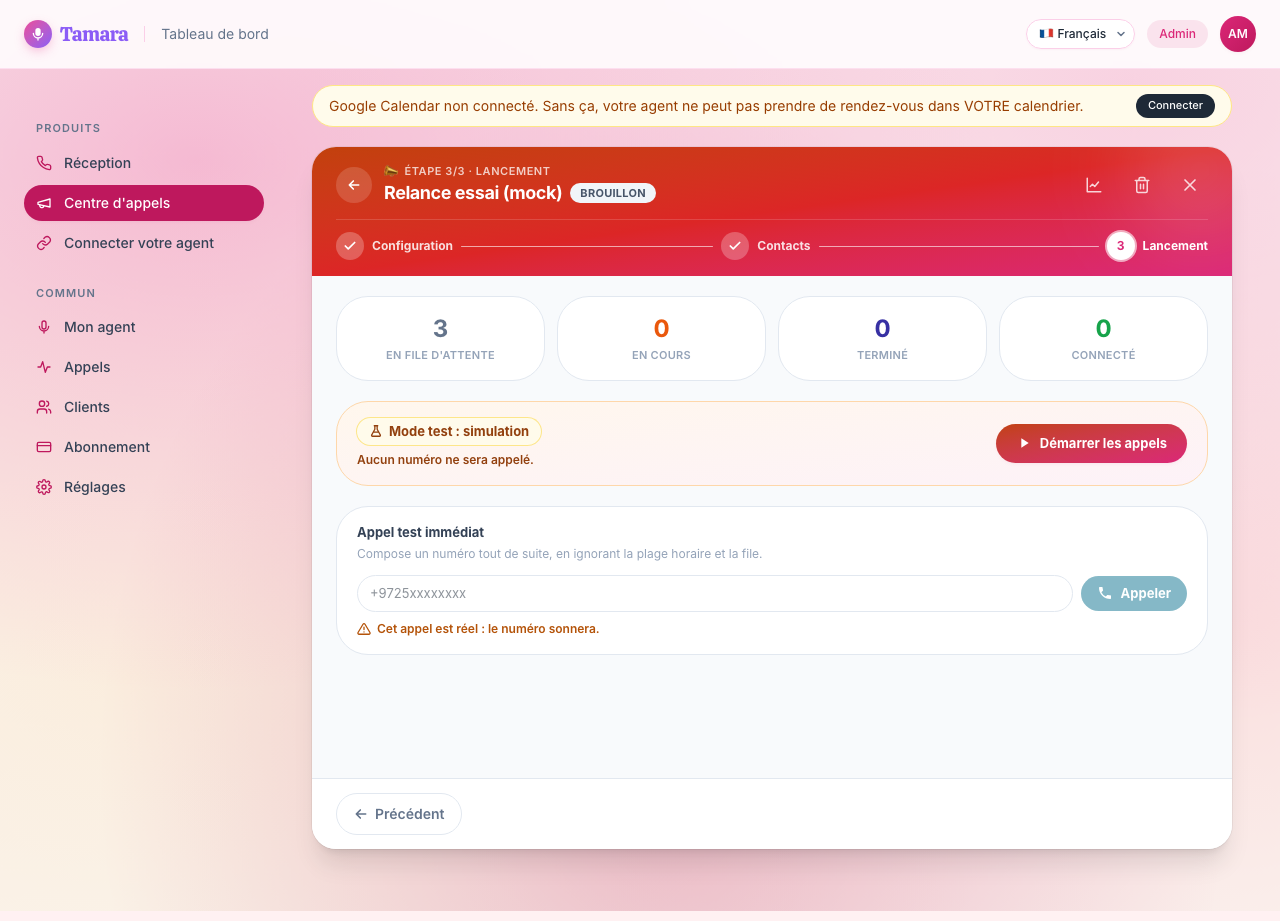 Tamara
Tableau de bord
Français
Admin
AM
PRODUITS
Réception
Centre d'appels
Connecter votre agent
COMMUN
Mon agent
Appels
Clients
Abonnement
Réglages
Google Calendar non connecté. Sans ça, votre agent ne peut pas prendre de rendez-vous dans VOTRE calendrier.
Connecter
ÉTAPE 3/3 · LANCEMENT
Relance essai (mock)
BROUILLON
Configuration
Contacts
3
Lancement
3
EN FILE D'ATTENTE
0
EN COURS
0
TERMINÉ
0
CONNECTÉ
Mode test : simulation
Aucun numéro ne sera appelé.
Démarrer les appels
Appel test immédiat
Compose un numéro tout de suite, en ignorant la plage horaire et la file.
+9725xxxxxxxx
Appeler
Cet appel est réel : le numéro sonnera.
Précédent